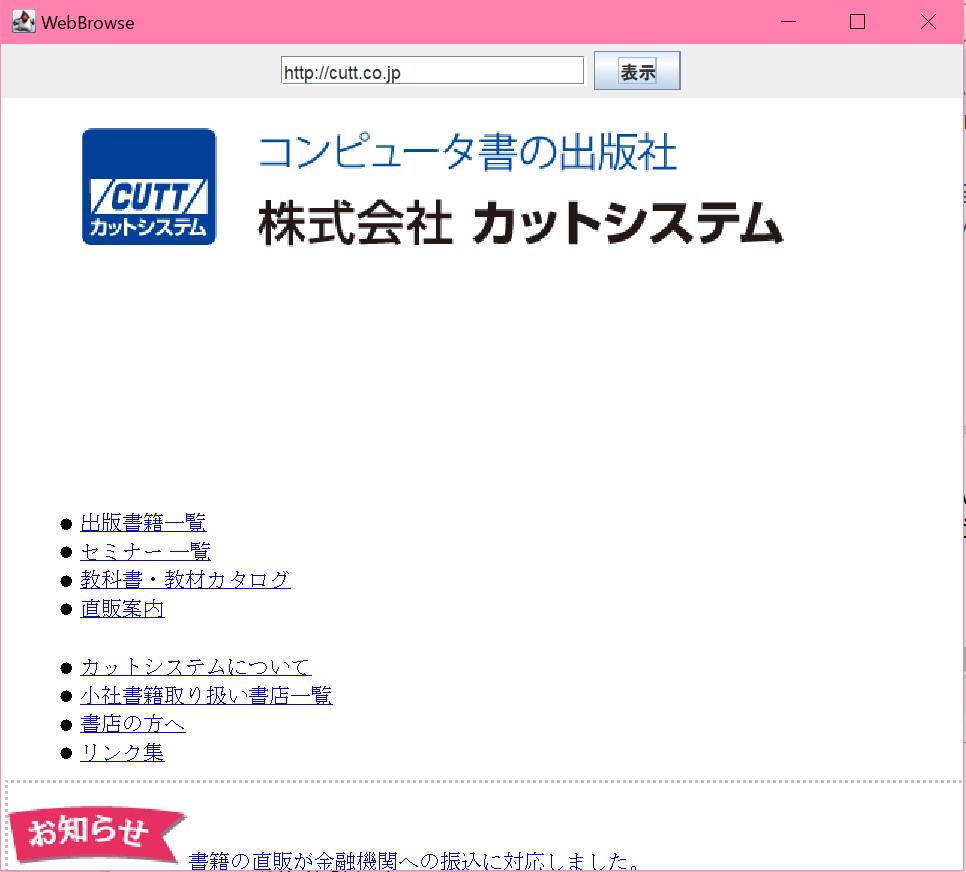 WebBrowse
http://cutt.co.jp
表示
コンピュータ書の出版社
/CUTT/
カットシステム
株式会社 カットシステム
出版書籍一覧
セミナー 一覧
教科書・教材カタログ
直販案内
カットシステムについて
小社書籍取り扱い書店一覧
書店の方へ
リンク集
お知らせ
書籍の直販が金融機関への振込に対応しました。